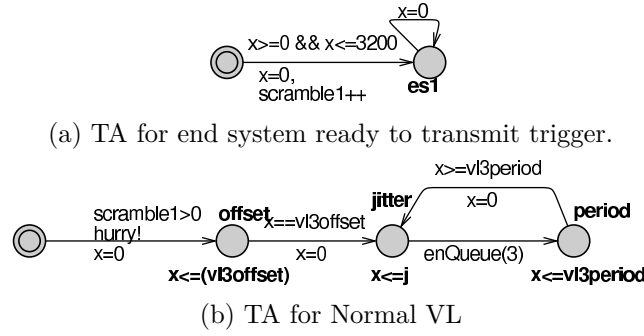 x=0
x>=0 && x<=3200
x=0,
scramble1++
es1
(a) TA for end system ready to transmit trigger.
x>=vl3period
jitter
x=0
period
scramble1>0
offset
x==vl3offset
hurry!
x=0
x=0
enQueue(3)
x<=(vl3offset)
x<=j
x<=vl3period
(b) TA for Normal VL